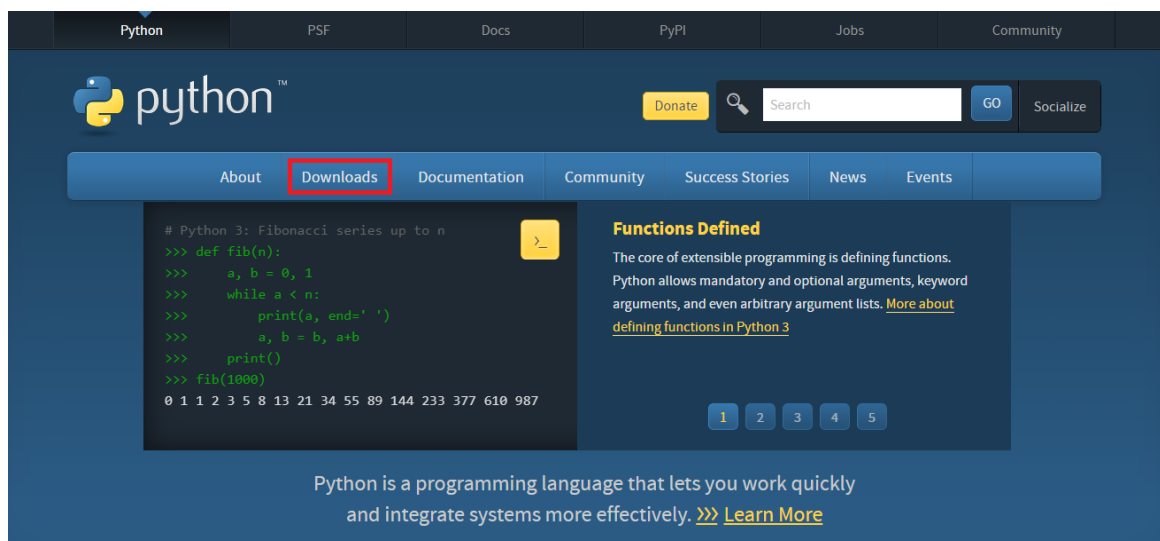 Python PSF Docs PyPI Jobs Community
python™
Donate Search GO Socialize
About Downloads Documentation Community Success Stories News Events
# Python 3: Fibonacci series up to n
>>> def fib(n):
>>>     a, b = 0, 1
>>>     while a < n:
>>>         print(a, end=' ')
>>>         a, b = b, a+b
>>>     print()
>>> fib(1000)
0 1 1 2 3 5 8 13 21 34 55 89 144 233 377 610 987
>_
Functions Defined
The core of extensible programming is defining functions.
Python allows mandatory and optional arguments, keyword
arguments, and even arbitrary argument lists. More about
defining functions in Python 3
1 2 3 4 5
Python is a programming language that lets you work quickly
and integrate systems more effectively. >>> Learn More